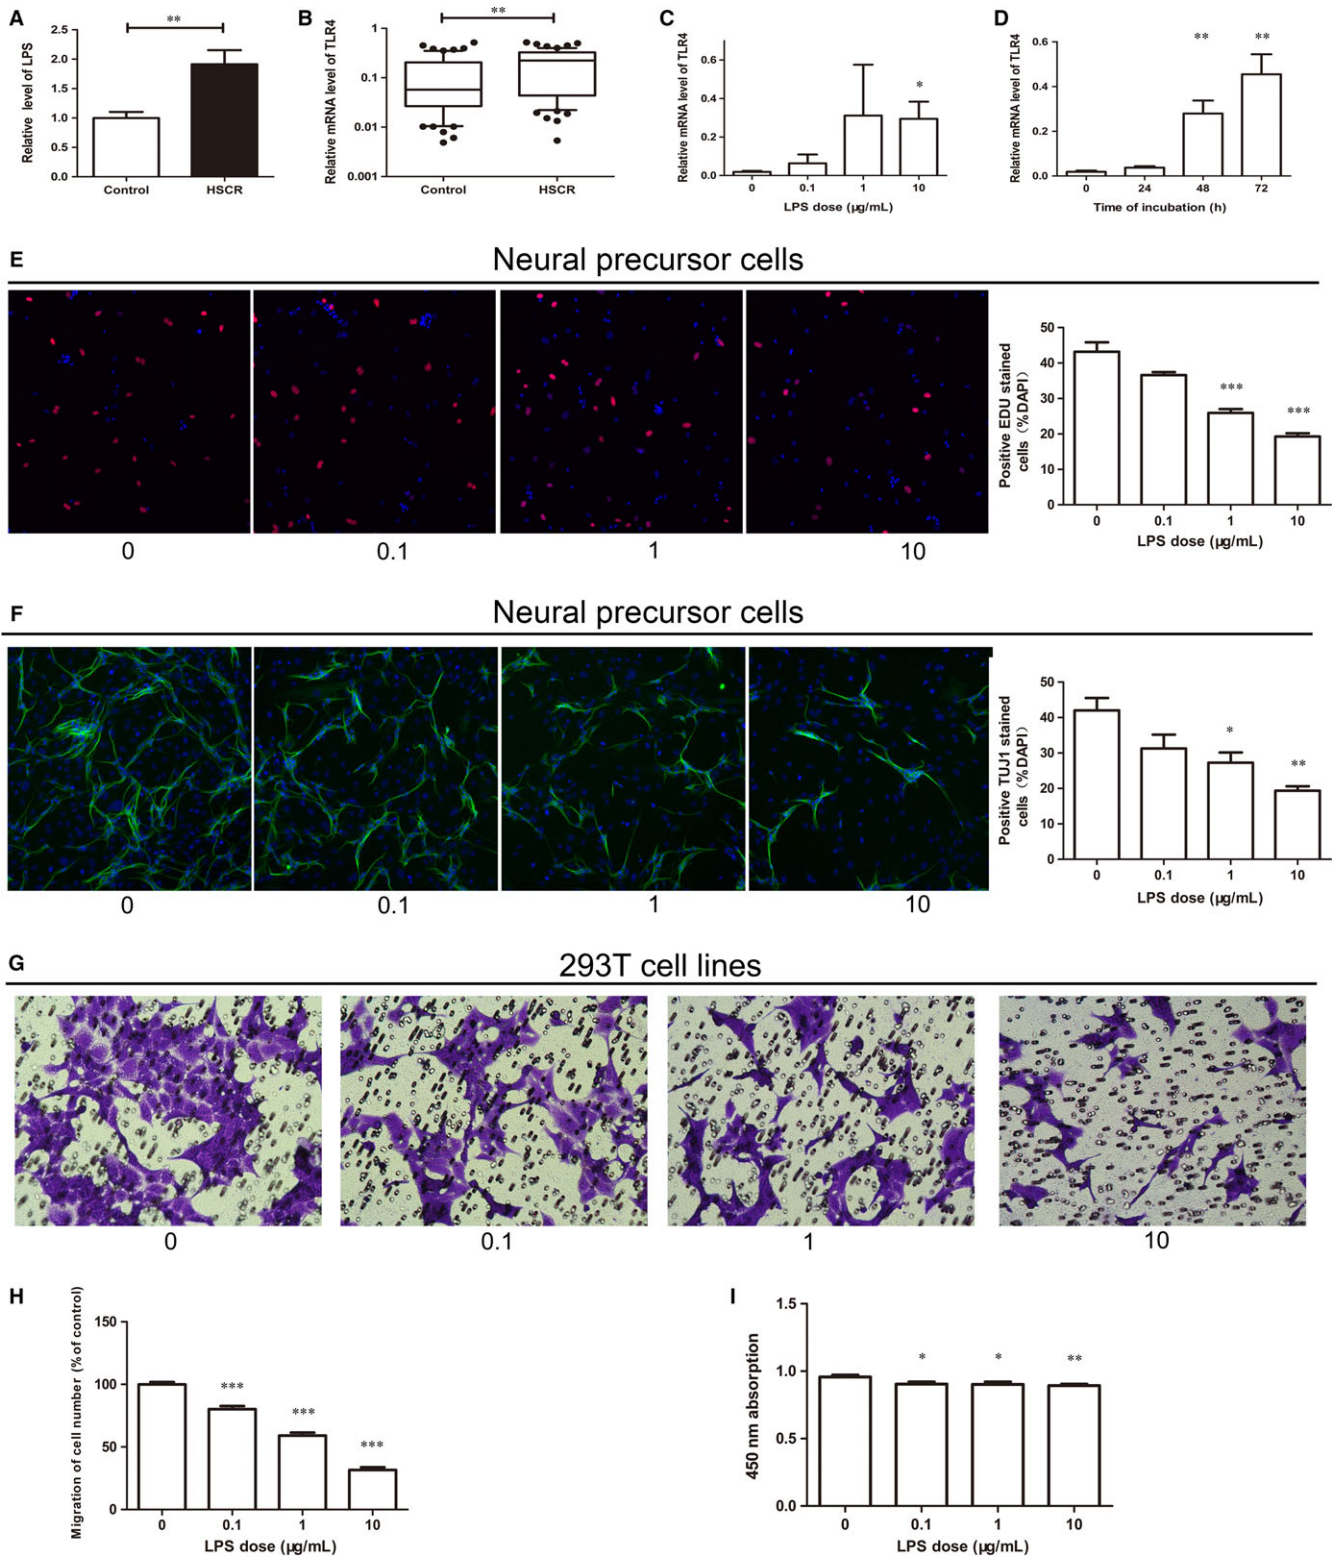 A
Relative level of LPS
2.5
2.0
1.5
1.0
0.5
0.0
**
Control
HSCR
B
Relative mRNA level of TLR4
1
0.1
0.01
0.001
**
Control
HSCR
C
Relative mRNA level of TLR4
0.6
0.4
0.2
0.0
*
0 0.1 1 10
LPS dose (µg/mL)
D
Relative mRNA level of TLR4
0.6
0.4
0.2
0.0
** **
0 24 48 72
Time of incubation (h)
E
Neural precursor cells
0 0.1 1 10
Positive EDU stained
cells (%DAPI)
50
40
30
20
10
0
***
***
0 0.1 1 10
LPS dose (µg/mL)
F
Neural precursor cells
0 0.1 1 10
Positive TUJ1 stained
cells (%DAPI)
50
40
30
20
10
0
*
**
0 0.1 1 10
LPS dose (µg/mL)
G
293T cell lines
0 0.1 1 10
H
Migration of cell number (% of control)
150
100
50
0
***
***
***
0 0.1 1 10
LPS dose (µg/mL)
I
450 nm absorption
1.5
1.0
0.5
0.0
* * **
0 0.1 1 10
LPS dose (µg/mL)